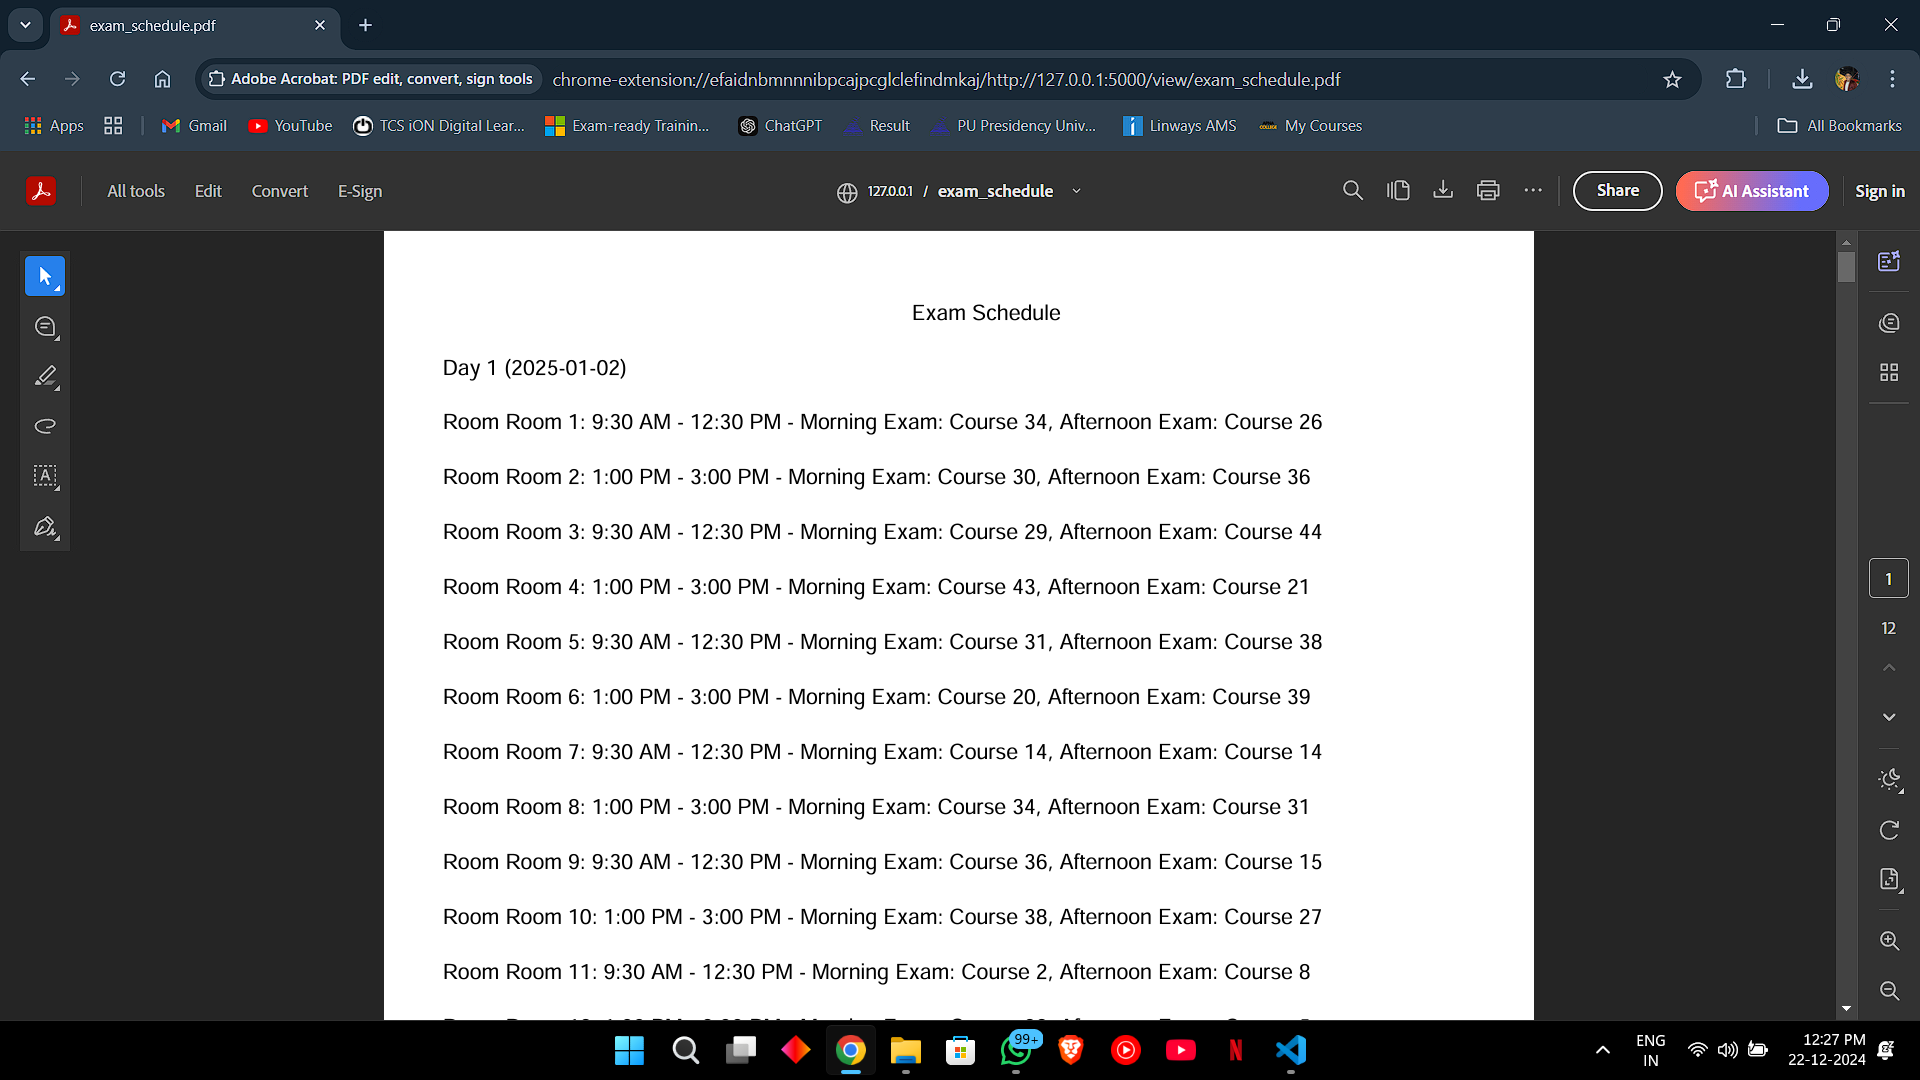 exam_schedule.pdf
Adobe Acrobat: PDF edit, convert, sign tools
chrome-extension://efaidnbmnnnibpcajpcglclefindmkaj/http://127.0.0.1:5000/view/exam_schedule.pdf
Apps
Gmail
YouTube
TCS iON Digital Lear...
Exam-ready Trainin...
ChatGPT
Result
PU Presidency Univ...
Linways AMS
My Courses
All Bookmarks
All tools
Edit
Convert
E-Sign
127.0.0.1 / exam_schedule
Share
AI Assistant
Sign in
Exam Schedule
Day 1 (2025-01-02)
Room Room 1: 9:30 AM - 12:30 PM - Morning Exam: Course 34, Afternoon Exam: Course 26
Room Room 2: 1:00 PM - 3:00 PM - Morning Exam: Course 30, Afternoon Exam: Course 36
Room Room 3: 9:30 AM - 12:30 PM - Morning Exam: Course 29, Afternoon Exam: Course 44
Room Room 4: 1:00 PM - 3:00 PM - Morning Exam: Course 43, Afternoon Exam: Course 21
Room Room 5: 9:30 AM - 12:30 PM - Morning Exam: Course 31, Afternoon Exam: Course 38
Room Room 6: 1:00 PM - 3:00 PM - Morning Exam: Course 20, Afternoon Exam: Course 39
Room Room 7: 9:30 AM - 12:30 PM - Morning Exam: Course 14, Afternoon Exam: Course 14
Room Room 8: 1:00 PM - 3:00 PM - Morning Exam: Course 34, Afternoon Exam: Course 31
Room Room 9: 9:30 AM - 12:30 PM - Morning Exam: Course 36, Afternoon Exam: Course 15
Room Room 10: 1:00 PM - 3:00 PM - Morning Exam: Course 38, Afternoon Exam: Course 27
Room Room 11: 9:30 AM - 12:30 PM - Morning Exam: Course 2, Afternoon Exam: Course 8
1
12
99+
ENG
IN
12:27 PM
22-12-2024